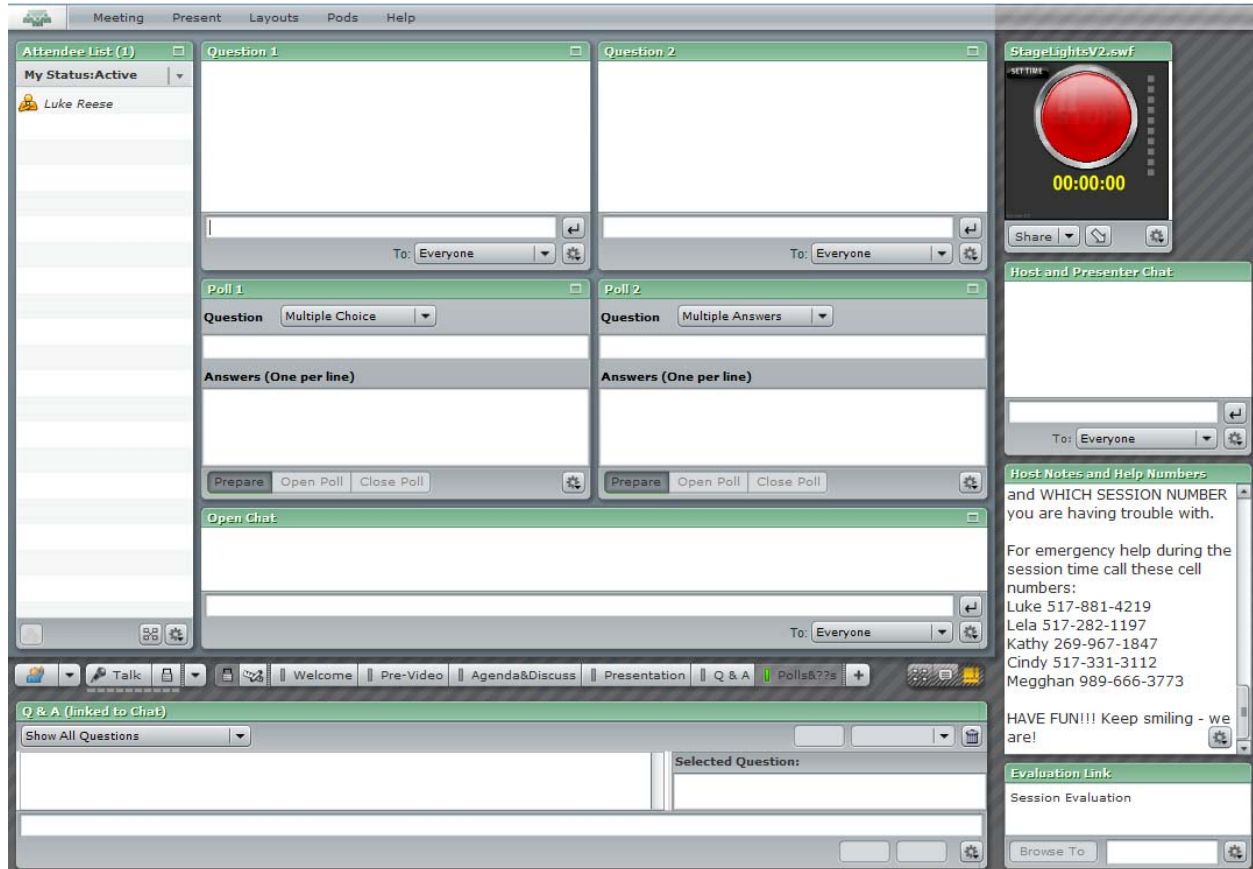 Meeting Present Layouts Pods Help
Attendee List (1)
My Status:Active
Luke Reese
Question 1
To: Everyone
Question 2
To: Everyone
Poll 1
Question Multiple Choice
Answers (One per line)
Prepare Open Poll Close Poll
Poll 2
Question Multiple Answers
Answers (One per line)
Prepare Open Poll Close Poll
Open Chat
To: Everyone
Talk Welcome Pre-Video Agenda&Discuss Presentation Q & A Polls&??s +
Q & A (linked to Chat)
Show All Questions
Selected Question:
StageLightsV2.swf
SET TIME
00:00:00
Share
Host and Presenter Chat
To: Everyone
Host Notes and Help Numbers
and WHICH SESSION NUMBER
you are having trouble with.
For emergency help during the
session time call these cell
numbers:
Luke 517-881-4219
Lela 517-282-1197
Kathy 269-967-1847
Cindy 517-331-3112
Megghan 989-666-3773
HAVE FUN!!! Keep smiling - we
are!
Evaluation Link
Session Evaluation
Browse To